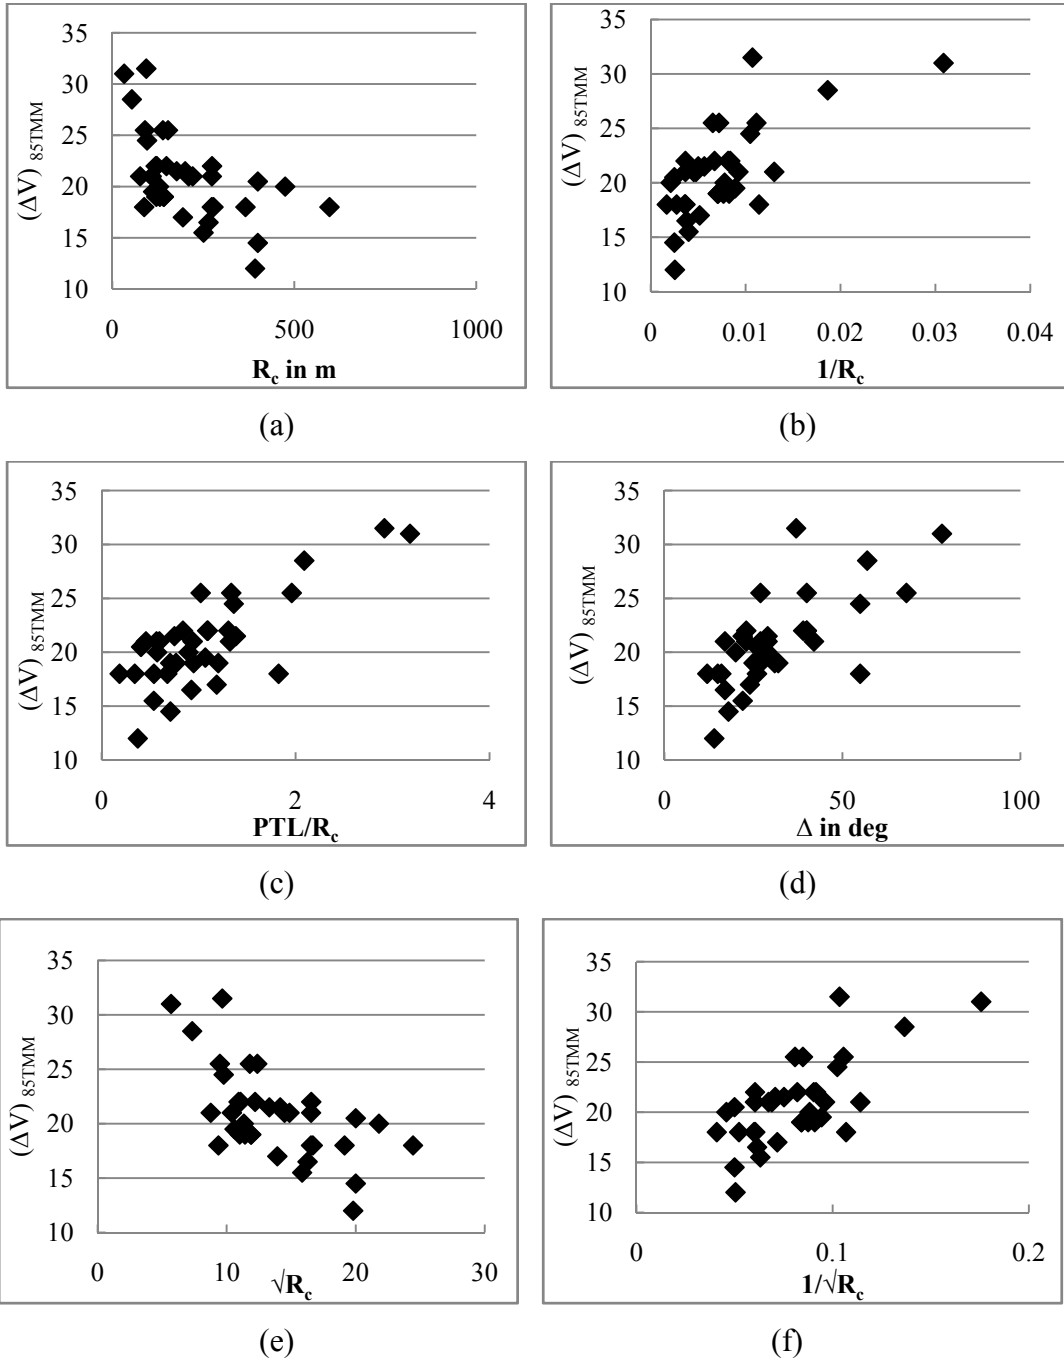 35
30
25
20
15
10
(ΔV) 85TMM
0 500 1000
Rc in m
(a)
35
30
25
20
15
10
(ΔV) 85TMM
0 0.01 0.02 0.03 0.04
1/Rc
(b)
35
30
25
20
15
10
(ΔV) 85TMM
0 2 4
PTL/Rc
(c)
35
30
25
20
15
10
(ΔV) 85TMM
0 50 100
Δ in deg
(d)
35
30
25
20
15
10
(ΔV) 85TMM
0 10 20 30
√Rc
(e)
35
30
25
20
15
10
(ΔV) 85TMM
0 0.1 0.2
1/√Rc
(f)